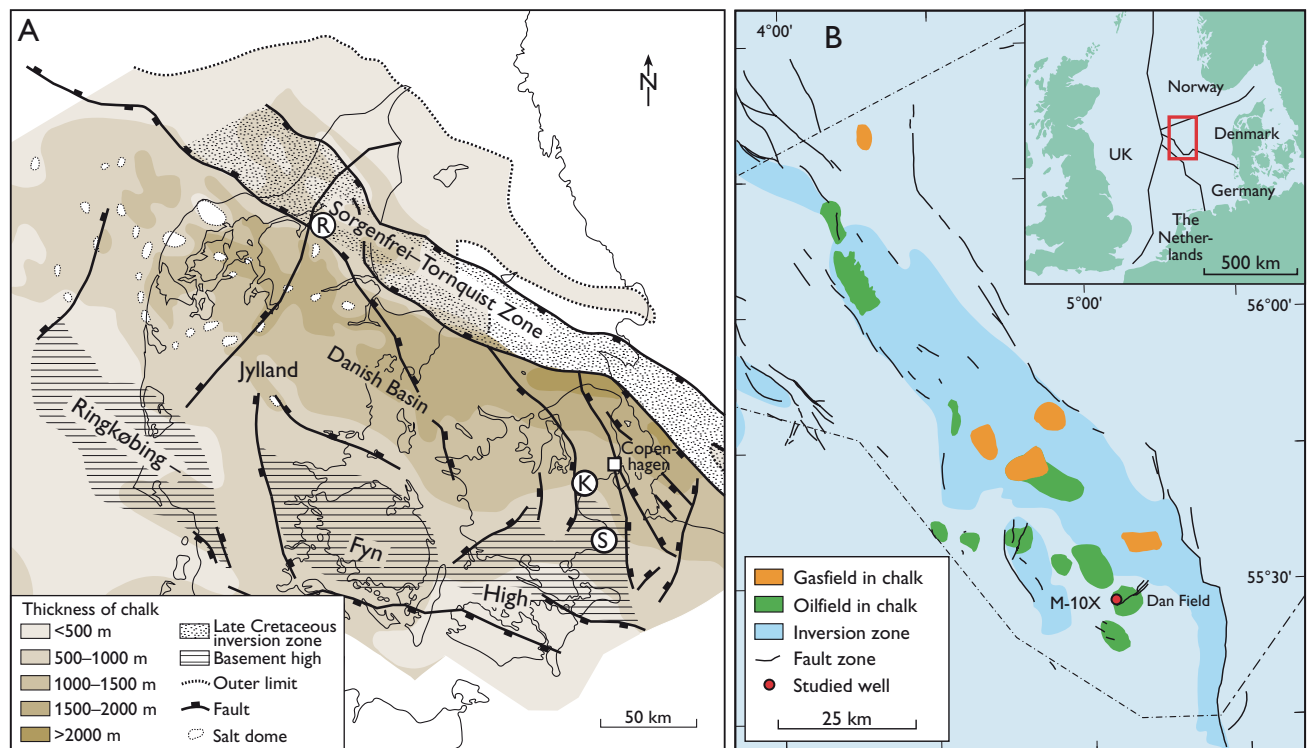 A
N
R
Sorgenfrei–Tornquist Zone
Jylland
Danish Basin
Ringkøbing –
Copen-
hagen
K
S
Fyn
High
Thickness of chalk
<500 m
500–1000 m
1000–1500 m
1500–2000 m
>2000 m
Late Cretaceous
inversion zone
Basement high
Outer limit
Fault
Salt dome
50 km
4°00'
B
Norway
Denmark
UK
Germany
The
Nether-
lands
500 km
5°00'
56°00'
55°30'
M-10X
Dan Field
Gasfield in chalk
Oilfield in chalk
Inversion zone
Fault zone
Studied well
25 km